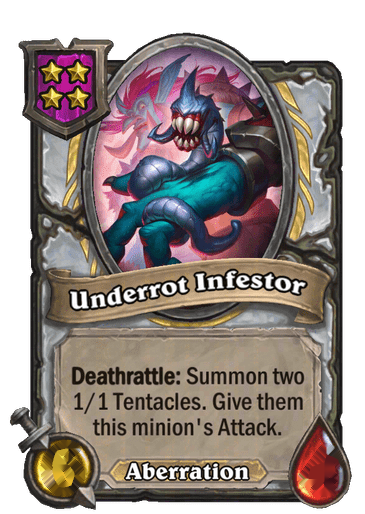 Underrot Infestor
Deathrattle: Summon two
1/1 Tentacles. Give them
this minion's Attack.
Aberration